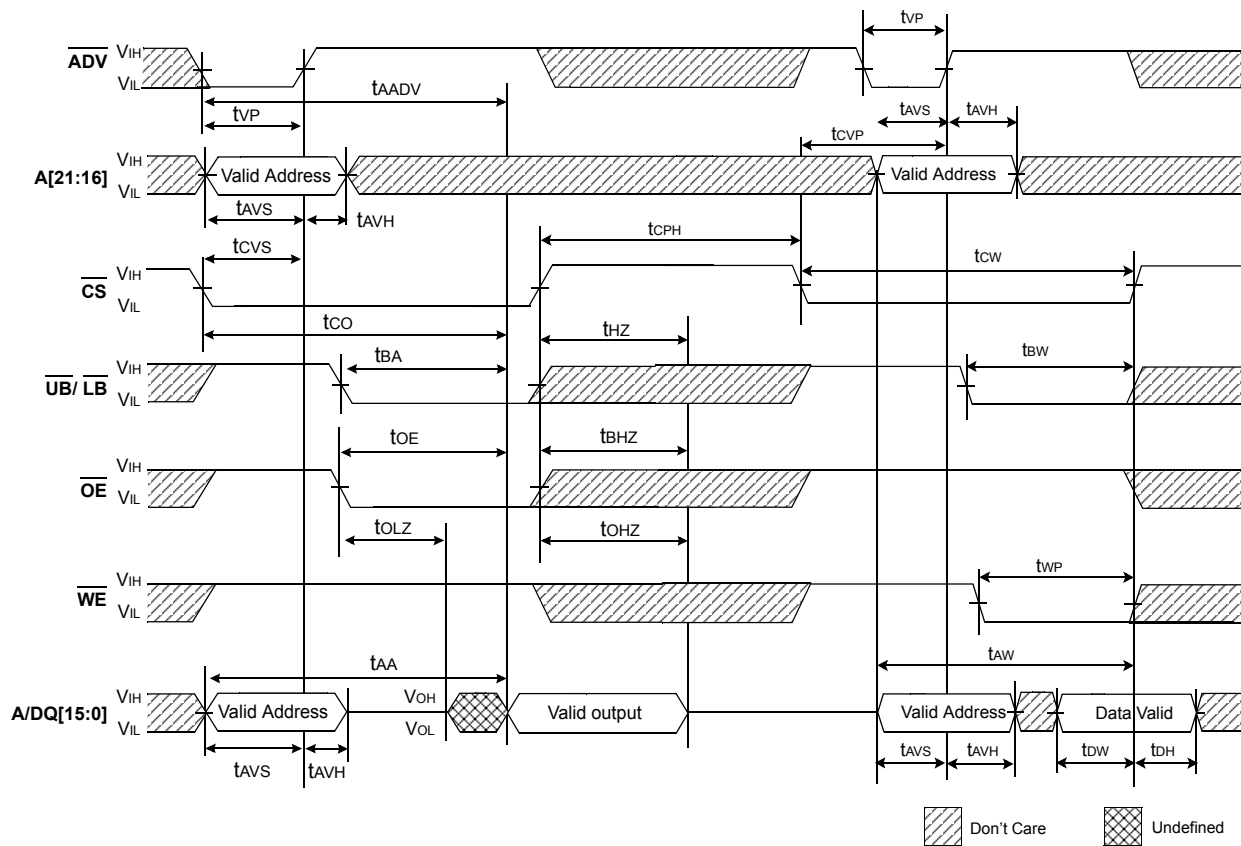 tVP
ADV
VIH
VIL
tAADV
tVP
tAVS
tAVH
tCVP
A[21:16]
VIH
VIL
Valid Address
Valid Address
tAVS
tAVH
tCVS
tCPH
tCW
CS
VIH
VIL
tCO
tHZ
tBA
tBW
UB/ LB
VIH
VIL
tOE
tBHZ
OE
VIH
VIL
tOLZ
tOHZ
tWP
WE
VIH
VIL
tAA
tAW
A/DQ[15:0]
VIH
VIL
Valid Address
VOH
VOL
Valid output
Valid Address
Data Valid
tAVS
tAVH
tAVS
tAVH
tDW
tDH
Don't Care
Undefined